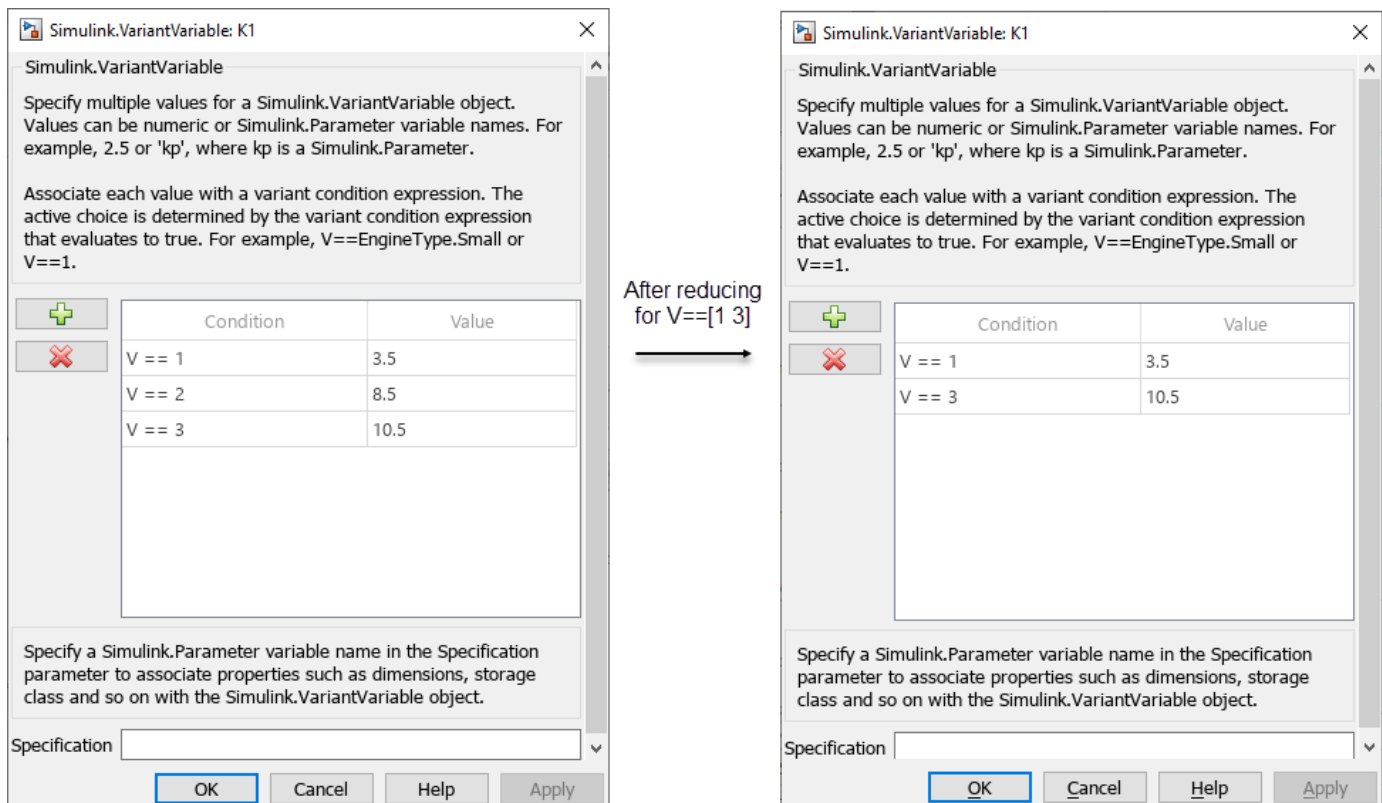 Simulink.VariantVariable: K1
Simulink.VariantVariable
Specify multiple values for a Simulink.VariantVariable object.
Values can be numeric or Simulink.Parameter variable names. For
example, 2.5 or 'kp', where kp is a Simulink.Parameter.
Associate each value with a variant condition expression. The
active choice is determined by the variant condition expression
that evaluates to true. For example, V==EngineType.Small or
V==1.
Condition Value
V == 1 3.5
V == 2 8.5
V == 3 10.5
Specify a Simulink.Parameter variable name in the Specification
parameter to associate properties such as dimensions, storage
class and so on with the Simulink.VariantVariable object.
Specification
OK Cancel Help Apply
After reducing
for V==[1 3]
Simulink.VariantVariable: K1
Simulink.VariantVariable
Specify multiple values for a Simulink.VariantVariable object.
Values can be numeric or Simulink.Parameter variable names. For
example, 2.5 or 'kp', where kp is a Simulink.Parameter.
Associate each value with a variant condition expression. The
active choice is determined by the variant condition expression
that evaluates to true. For example, V==EngineType.Small or
V==1.
Condition Value
V == 1 3.5
V == 3 10.5
Specify a Simulink.Parameter variable name in the Specification
parameter to associate properties such as dimensions, storage
class and so on with the Simulink.VariantVariable object.
Specification
OK Cancel Help Apply